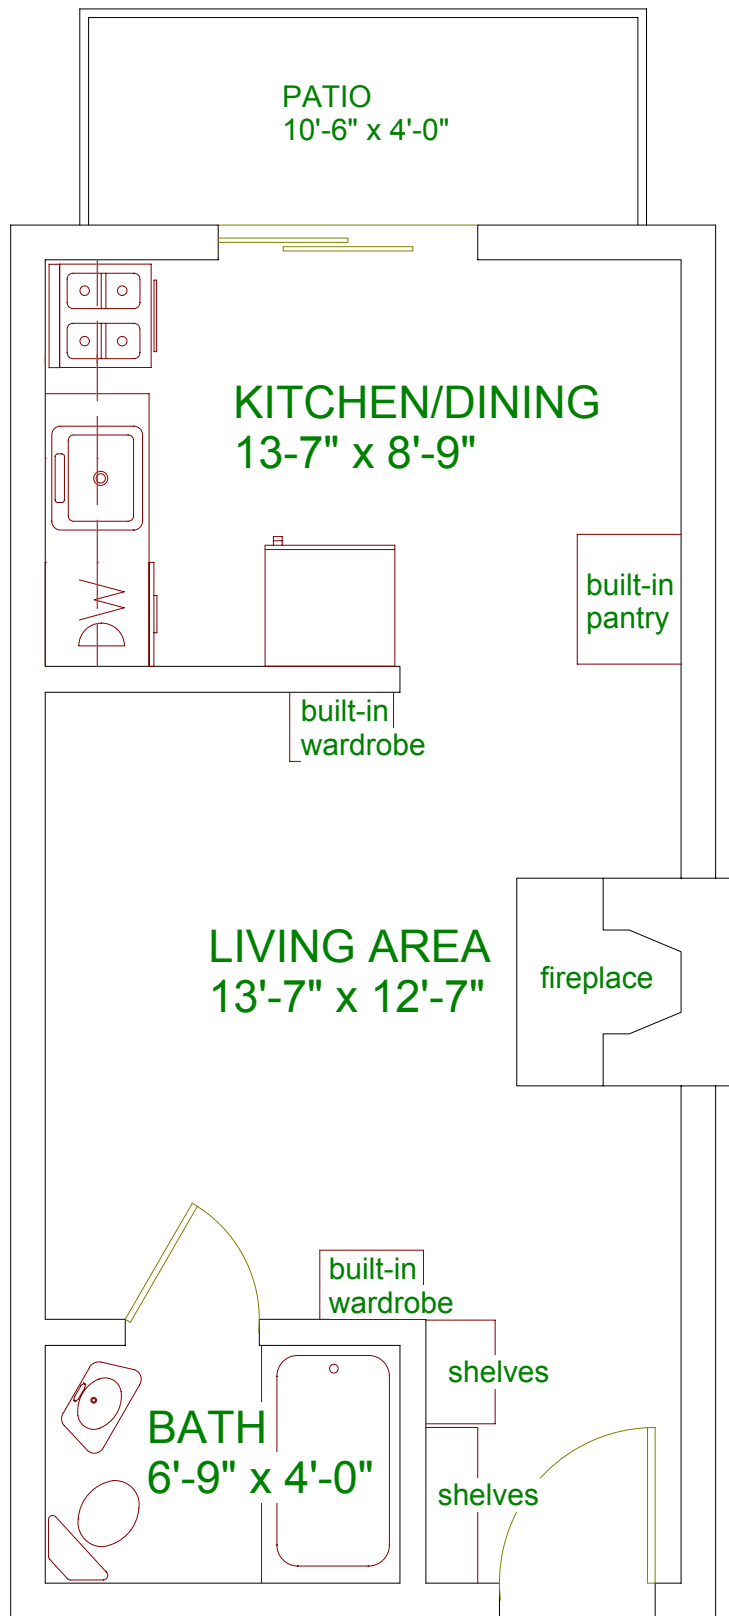 PATIO
10'-6" x 4'-0"
KITCHEN/DINING
13-7" x 8'-9"
built-in
pantry
DW
built-in
wardrobe
LIVING AREA
13'-7" x 12'-7"
fireplace
built-in
wardrobe
shelves
BATH
6'-9" x 4'-0"
shelves